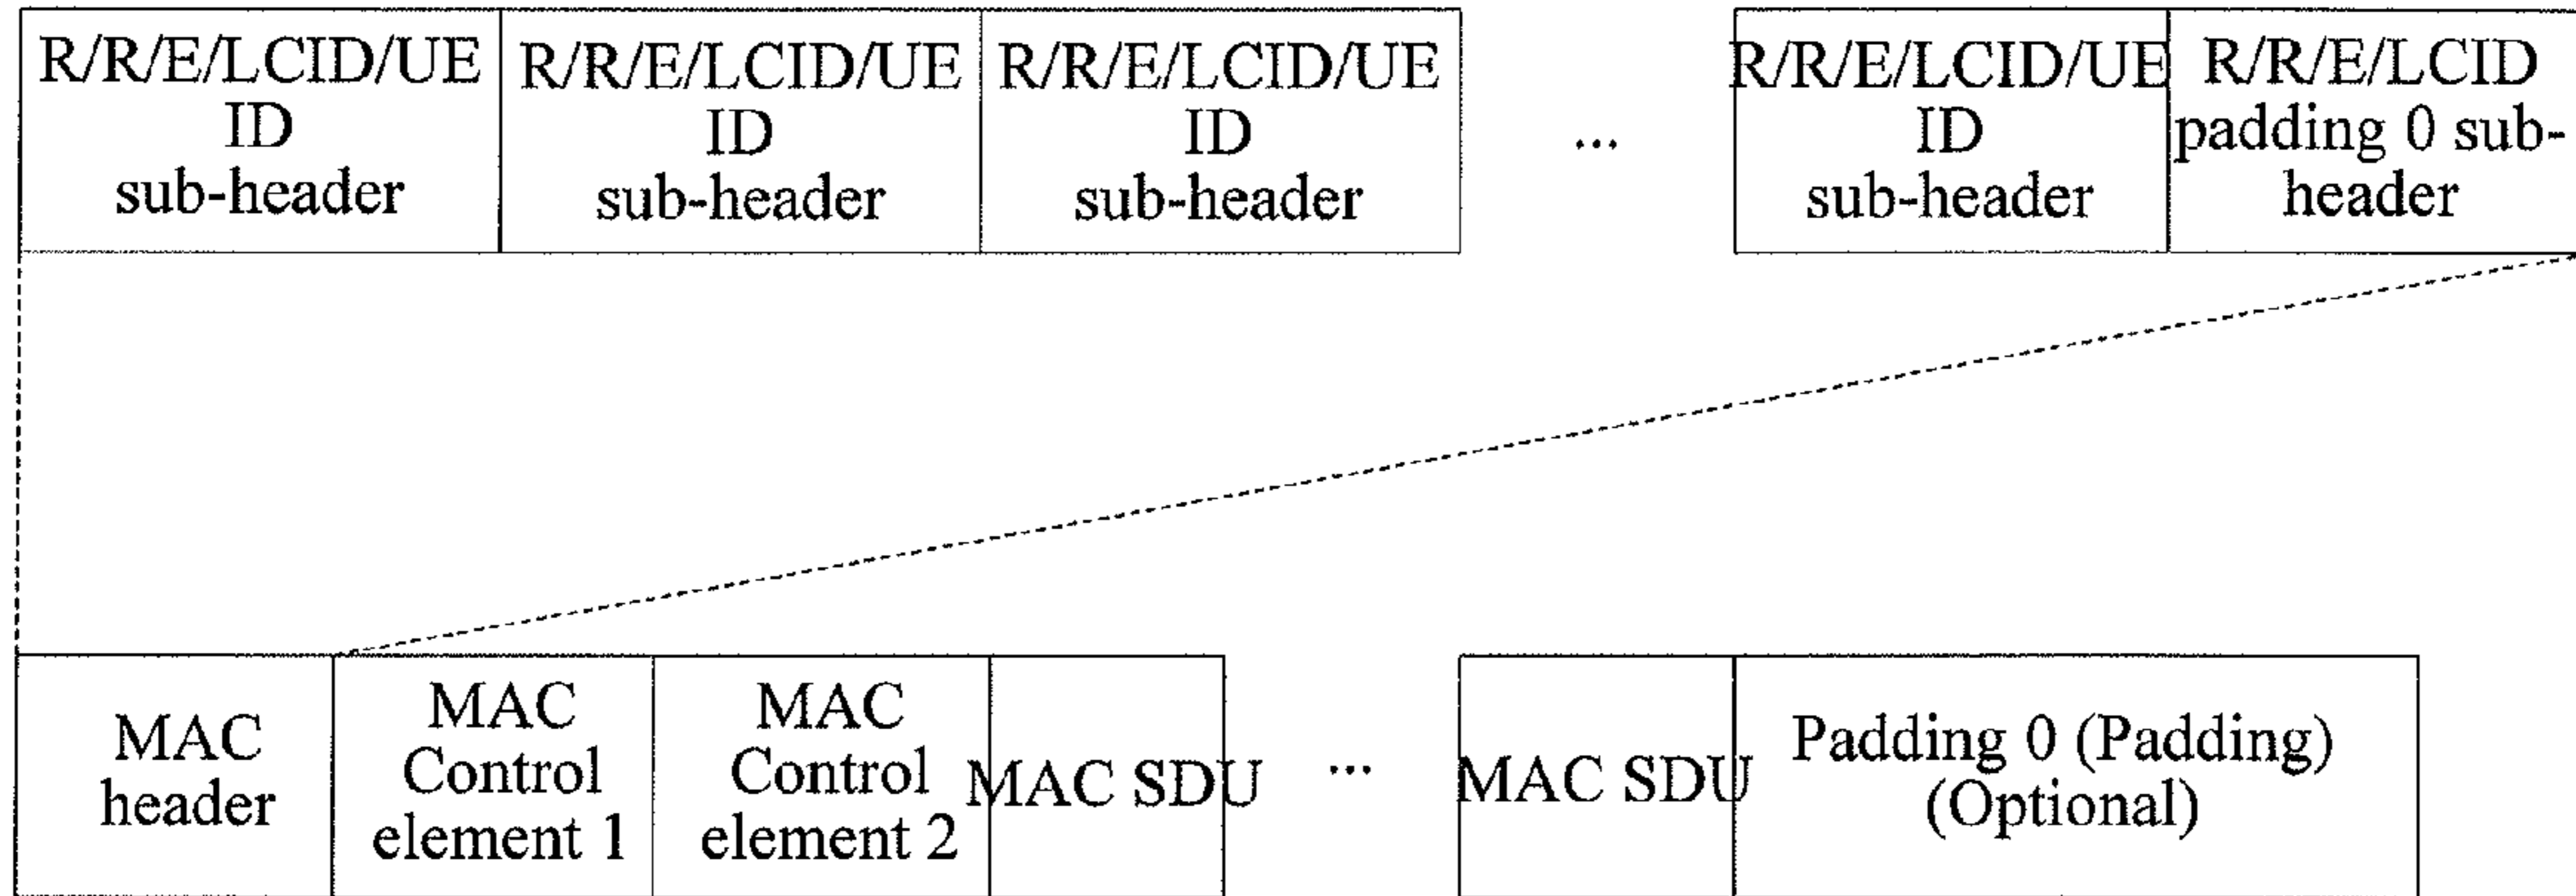 R/R/E/LCID/UE
ID
sub-header
R/R/E/LCID/UE
ID
sub-header
R/R/E/LCID/UE
ID
sub-header
...
R/R/E/LCID/UE
ID
sub-header
R/R/E/LCID
padding 0 sub-
header
MAC
header
MAC
Control
element 1
MAC
Control
element 2
MAC SDU
...
MAC SDU
Padding 0 (Padding)
(Optional)